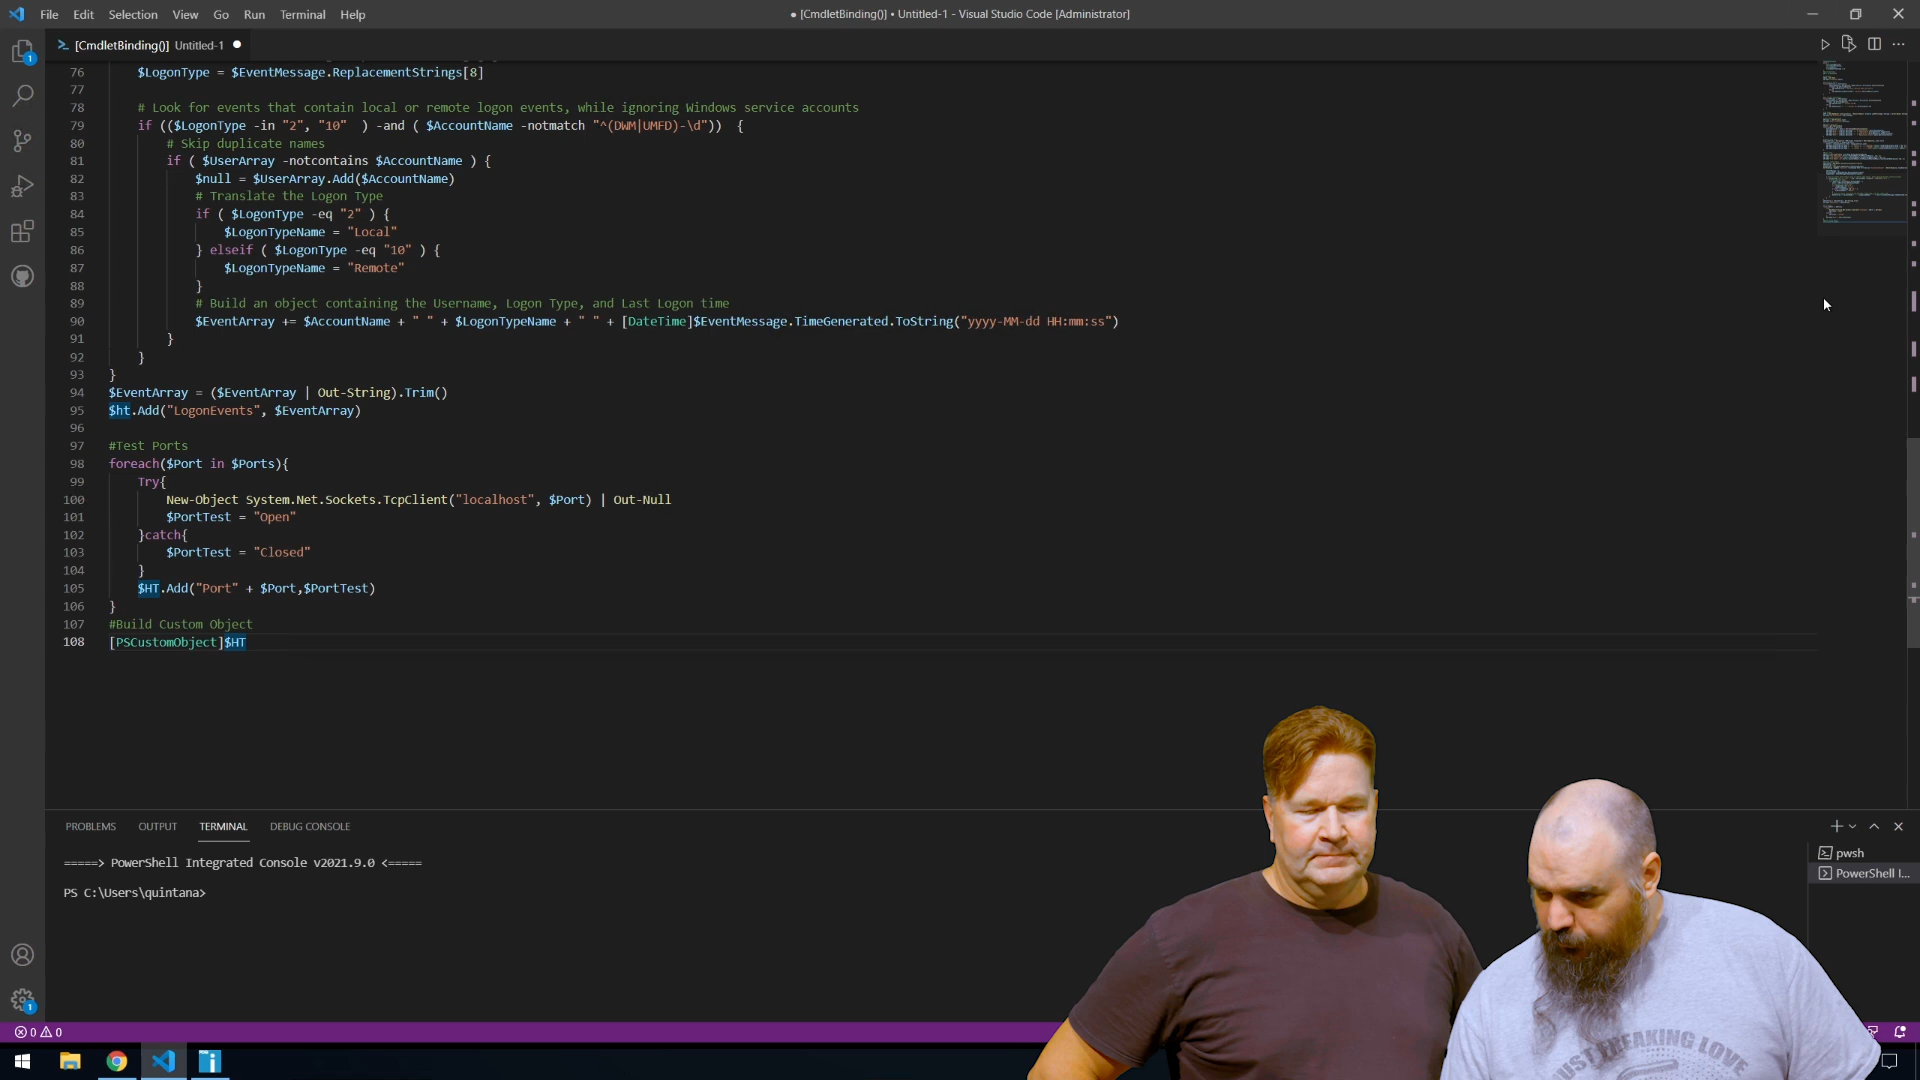 File Edit Selection View Go Run Terminal Help
● [CmdletBinding()] • Untitled-1 - Visual Studio Code [Administrator]
[CmdletBinding()] Untitled-1 ●
76 $LogonType = $EventMessage.ReplacementStrings[8]
77
78 # Look for events that contain local or remote logon events, while ignoring Windows service accounts
79 if (($LogonType -in "2", "10" ) -and ( $AccountName -notmatch "^(DWM|UMFD)-\d")) {
80 # Skip duplicate names
81 if ( $UserArray -notcontains $AccountName ) {
82 $null = $UserArray.Add($AccountName)
83 # Translate the Logon Type
84 if ( $LogonType -eq "2" ) {
85 $LogonTypeName = "Local"
86 } elseif ( $LogonType -eq "10" ) {
87 $LogonTypeName = "Remote"
88 }
89 # Build an object containing the Username, Logon Type, and Last Logon time
90 $EventArray += $AccountName + " " + $LogonTypeName + " " + [DateTime]$EventMessage.TimeGenerated.ToString("yyyy-MM-dd HH:mm:ss")
91 }
92 }
93 }
94 $EventArray = ($EventArray | Out-String).Trim()
95 $ht.Add("LogonEvents", $EventArray)
96
97 #Test Ports
98 foreach($Port in $Ports){
99 Try{
100 New-Object System.Net.Sockets.TcpClient("localhost", $Port) | Out-Null
101 $PortTest = "Open"
102 }catch{
103 $PortTest = "Closed"
104 }
105 $HT.Add("Port" + $Port,$PortTest)
106 }
107 #Build Custom Object
108 [PSCustomObject]$HT
PROBLEMS OUTPUT TERMINAL DEBUG CONSOLE
=====> PowerShell Integrated Console v2021.9.0 <=====
PS C:\Users\quintana>
pwsh
PowerShell I...
0 0
BREAKING LOVE